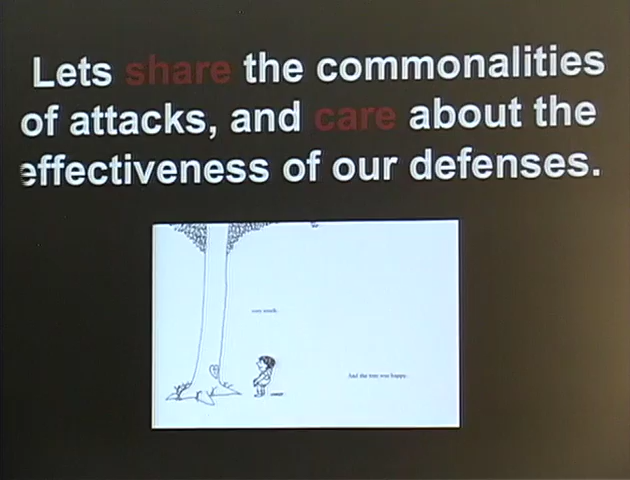 Lets share the commonalities
of attacks, and care about the
effectiveness of our defenses.
very much.
And the tree was happy.